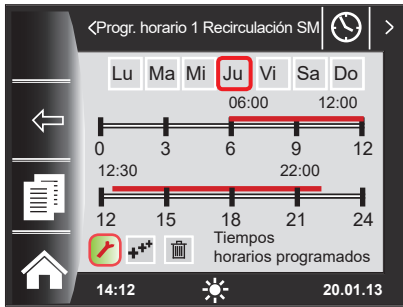 Progr. horario 1 Recirculación SM
Lu Ma Mi Ju Vi Sa Do
06:00 12:00
0 3 6 9 12
12:30 22:00
12 15 18 21 24
Tiempos
horarios programados
14:12 20.01.13